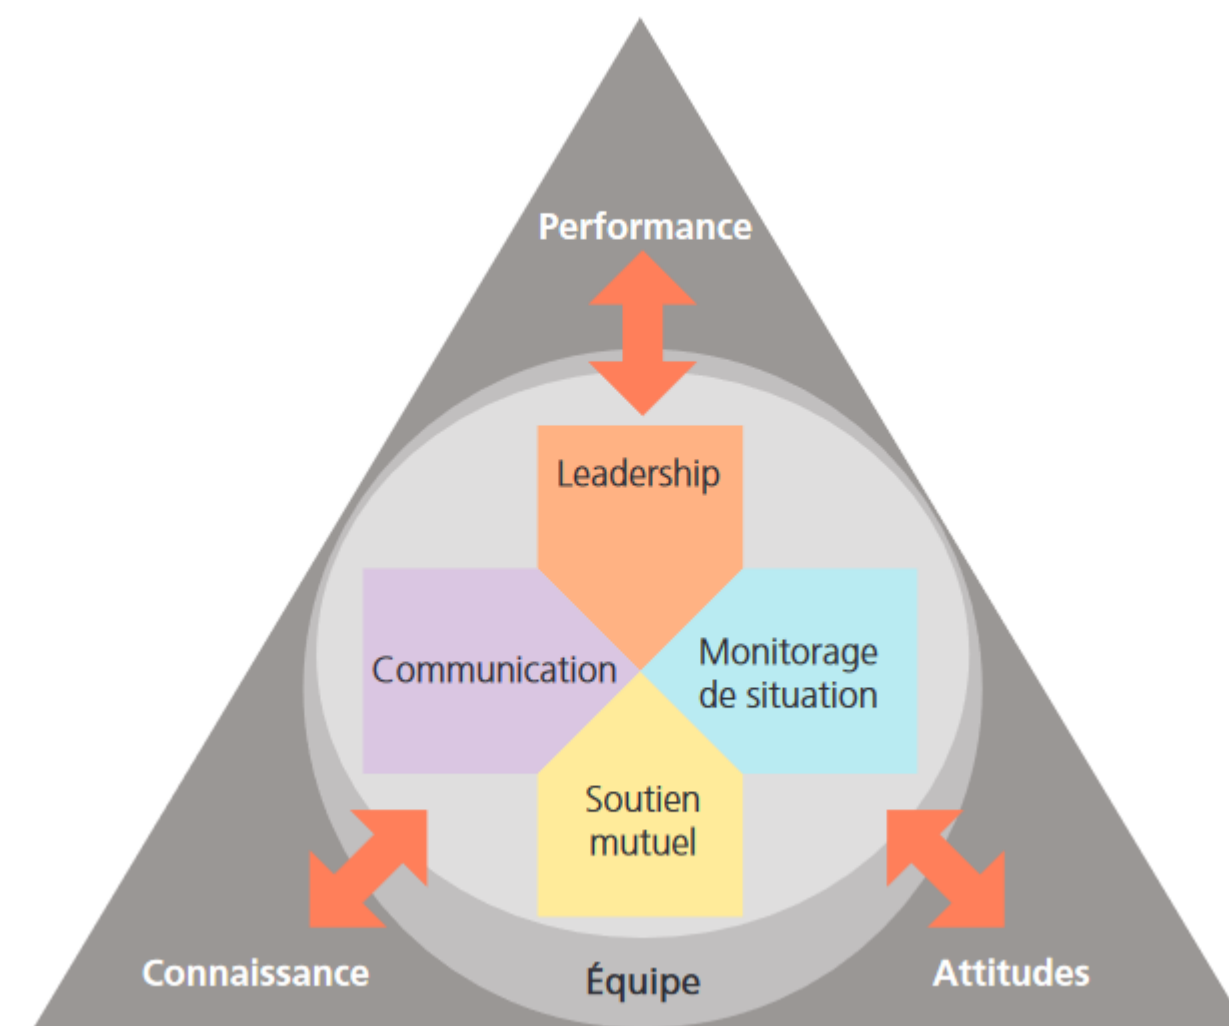 Performance
Leadership
Communication
Monitorage
de situation
Soutien
mutuel
Connaissance
Équipe
Attitudes